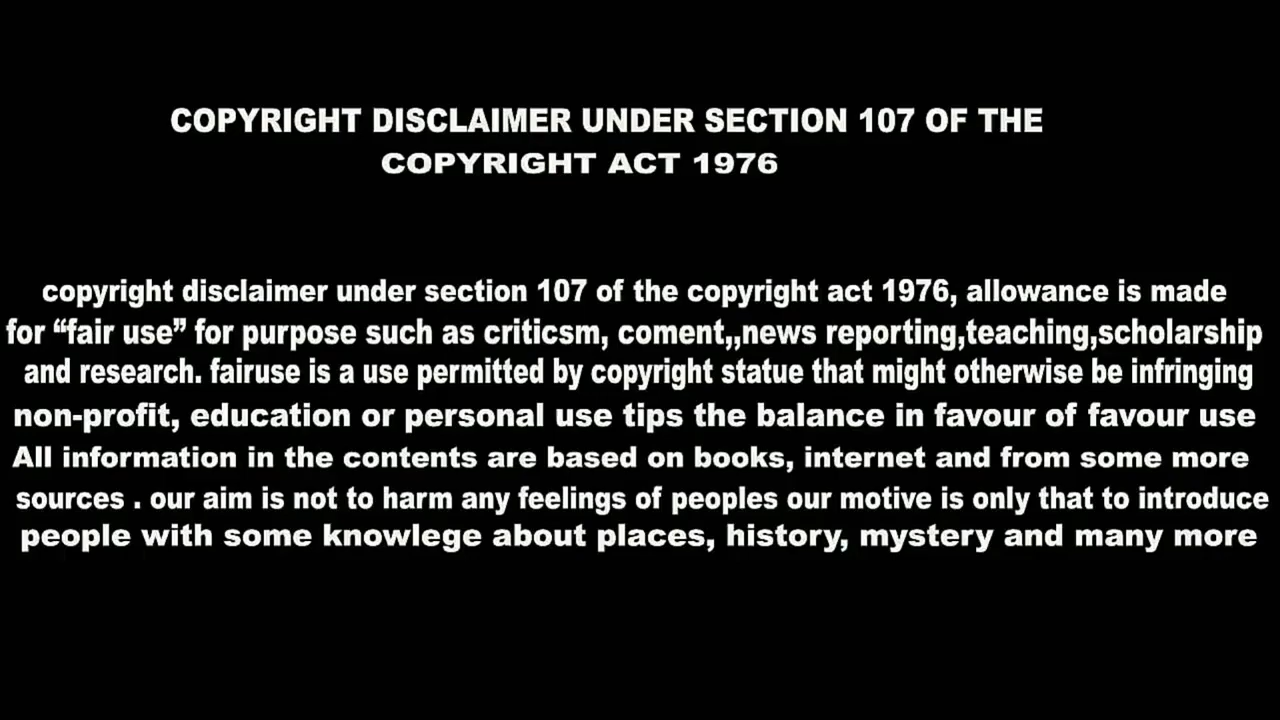 COPYRIGHT DISCLAIMER UNDER SECTION 107 OF THE
COPYRIGHT ACT 1976
copyright disclaimer under section 107 of the copyright act 1976, allowance is made
for “fair use” for purpose such as criticsm, coment,,news reporting,teaching,scholarship
and research. fairuse is a use permitted by copyright statue that might otherwise be infringing
non-profit, education or personal use tips the balance in favour of favour use
All information in the contents are based on books, internet and from some more
sources . our aim is not to harm any feelings of peoples our motive is only that to introduce
people with some knowlege about places, history, mystery and many more